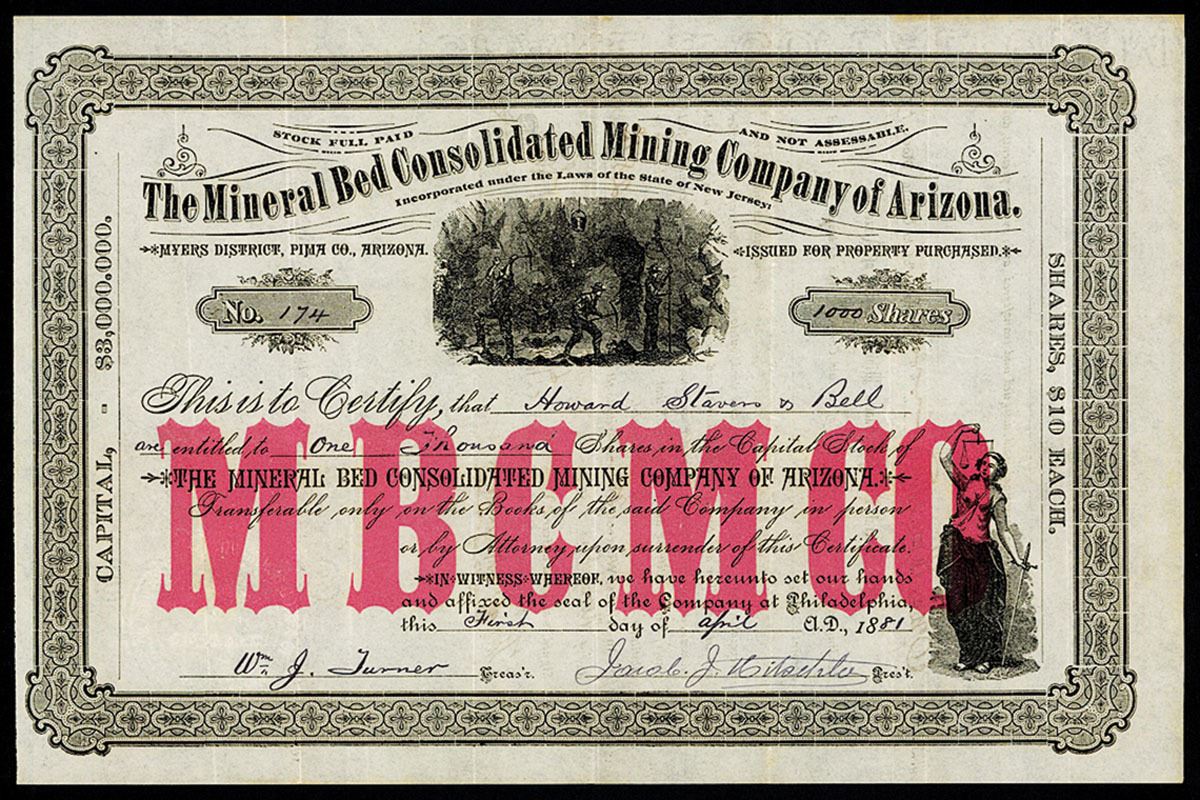 STOCK FULL PAID AND NOT ASSESSABLE.
The Mineral Bed Consolidated Mining Company of Arizona.
Incorporated under the Laws of the State of New Jersey:
MYERS DISTRICT, PIMA CO., ARIZONA.
ISSUED FOR PROPERTY PURCHASED.
No. 174
1000 Shares
CAPITAL, - $3,000.000.
SHARES, $10 EACH.
This is to Certify, that Howard Stavers & Bell
are entitled to One Thousand Shares in the Capital Stock of
THE MINERAL BED CONSOLIDATED MINING COMPANY OF ARIZONA.
Transferable only on the Books of the said Company in person
or by Attorney, upon surrender of this Certificate.
IN WITNESS WHEREOF, we have hereunto set our hands
and affixed the seal of the Company at Philadelphia,
this First day of April A.D., 1881
M B C M CO
Wm J. Turner Treas'r. Jacob. J. Pres't.